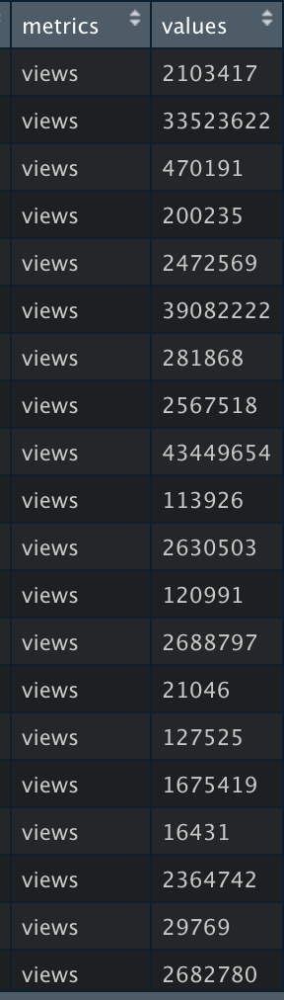 metrics values
views 2103417
views 33523622
views 470191
views 200235
views 2472569
views 39082222
views 281868
views 2567518
views 43449654
views 113926
views 2630503
views 120991
views 2688797
views 21046
views 127525
views 1675419
views 16431
views 2364742
views 29769
views 2682780